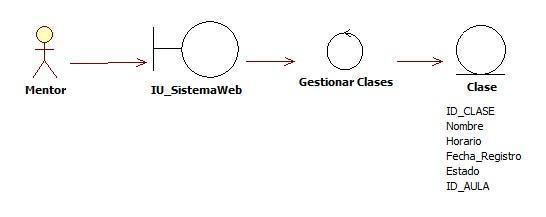 Mentor
IU_SistemaWeb
Gestionar Clases
Clase
ID_CLASE
Nombre
Horario
Fecha_Registro
Estado
ID_AULA